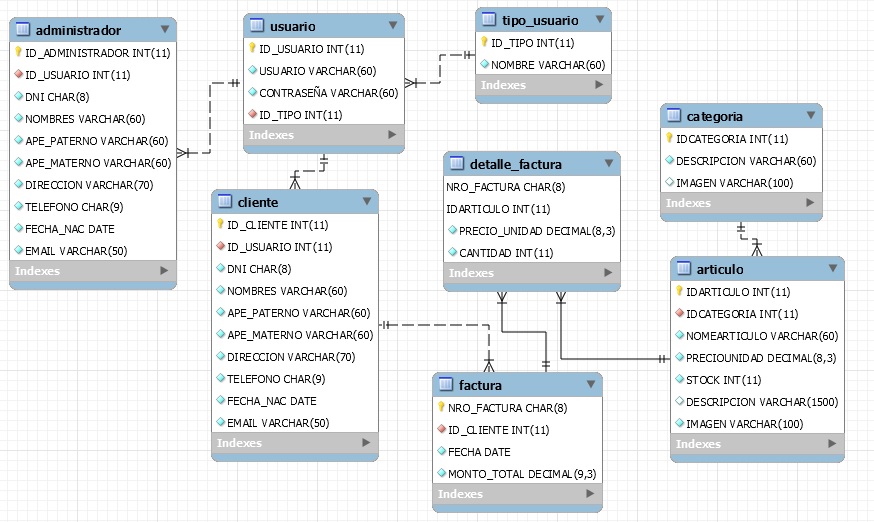 administrador
ID_ADMINISTRADOR INT(11)
ID_USUARIO INT(11)
DNI CHAR(8)
NOMBRES VARCHAR(60)
APE_PATERNO VARCHAR(60)
APE_MATERNO VARCHAR(60)
DIRECCION VARCHAR(70)
TELEFONO CHAR(9)
FECHA_NAC DATE
EMAIL VARCHAR(50)
Indexes
usuario
ID_USUARIO INT(11)
USUARIO VARCHAR(60)
CONTRASEÑA VARCHAR(60)
ID_TIPO INT(11)
Indexes
tipo_usuario
ID_TIPO INT(11)
NOMBRE VARCHAR(60)
Indexes
cliente
ID_CLIENTE INT(11)
ID_USUARIO INT(11)
DNI CHAR(8)
NOMBRES VARCHAR(60)
APE_PATERNO VARCHAR(60)
APE_MATERNO VARCHAR(60)
DIRECCION VARCHAR(70)
TELEFONO CHAR(9)
FECHA_NAC DATE
EMAIL VARCHAR(50)
Indexes
detalle_factura
NRO_FACTURA CHAR(8)
IDARTICULO INT(11)
PRECIO_UNIDAD DECIMAL(8,3)
CANTIDAD INT(11)
Indexes
categoria
IDCATEGORIA INT(11)
DESCRIPCION VARCHAR(60)
IMAGEN VARCHAR(100)
Indexes
articulo
IDARTICULO INT(11)
IDCATEGORIA INT(11)
NOMEARTICULO VARCHAR(60)
PRECIOUNIDAD DECIMAL(8,3)
STOCK INT(11)
DESCRIPCION VARCHAR(1500)
IMAGEN VARCHAR(100)
Indexes
factura
NRO_FACTURA CHAR(8)
ID_CLIENTE INT(11)
FECHA DATE
MONTO_TOTAL DECIMAL(9,3)
Indexes